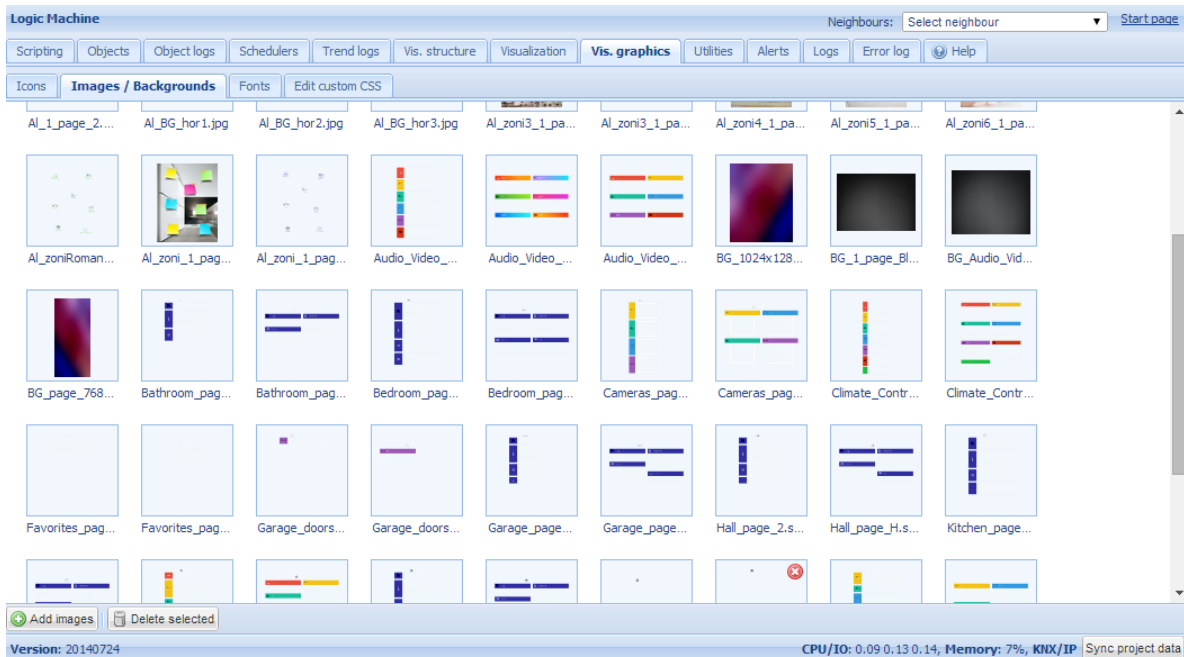 Logic Machine Neighbours: Select neighbour Start page
Scripting Objects Object logs Schedulers Trend logs Vis. structure Visualization Vis. graphics Utilities Alerts Logs Error log Help
Icons Images / Backgrounds Fonts Edit custom CSS
Al_1_page_2.... Al_BG_hor1.jpg Al_BG_hor2.jpg Al_BG_hor3.jpg Al_zoni3_1_pa... Al_zoni3_1_pa... Al_zoni4_1_pa... Al_zoni5_1_pa... Al_zoni6_1_pa...
Al_zoniRoman... Al_zoni_1_pag... Al_zoni_1_pag... Audio_Video_... Audio_Video_... Audio_Video_... BG_1024x128... BG_1_page_Bl... BG_Audio_Vid...
BG_page_768... Bathroom_pag... Bathroom_pag... Bedroom_pag... Bedroom_pag... Cameras_pag... Cameras_pag... Climate_Contr... Climate_Contr...
Favorites_pag... Favorites_pag... Garage_doors... Garage_doors... Garage_page... Garage_page... Hall_page_2.s... Hall_page_H.s... Kitchen_page...
Add images Delete selected
Version: 20140724 CPU/IO: 0.09 0.13 0.14, Memory: 7%, KNX/IP Sync project data